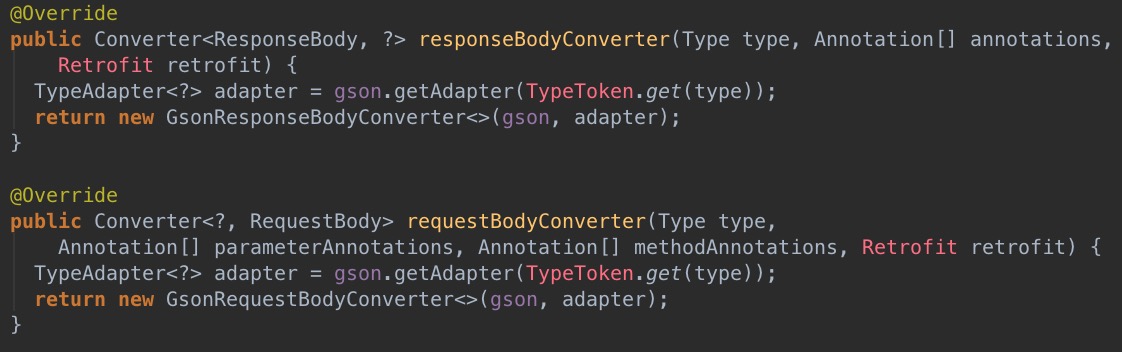 @Override
public Converter<ResponseBody, ?> responseBodyConverter(Type type, Annotation[] annotations,
    Retrofit retrofit) {
  TypeAdapter<?> adapter = gson.getAdapter(TypeToken.get(type));
  return new GsonResponseBodyConverter<>(gson, adapter);
}
@Override
public Converter<?, RequestBody> requestBodyConverter(Type type,
    Annotation[] parameterAnnotations, Annotation[] methodAnnotations, Retrofit retrofit) {
  TypeAdapter<?> adapter = gson.getAdapter(TypeToken.get(type));
  return new GsonRequestBodyConverter<>(gson, adapter);
}